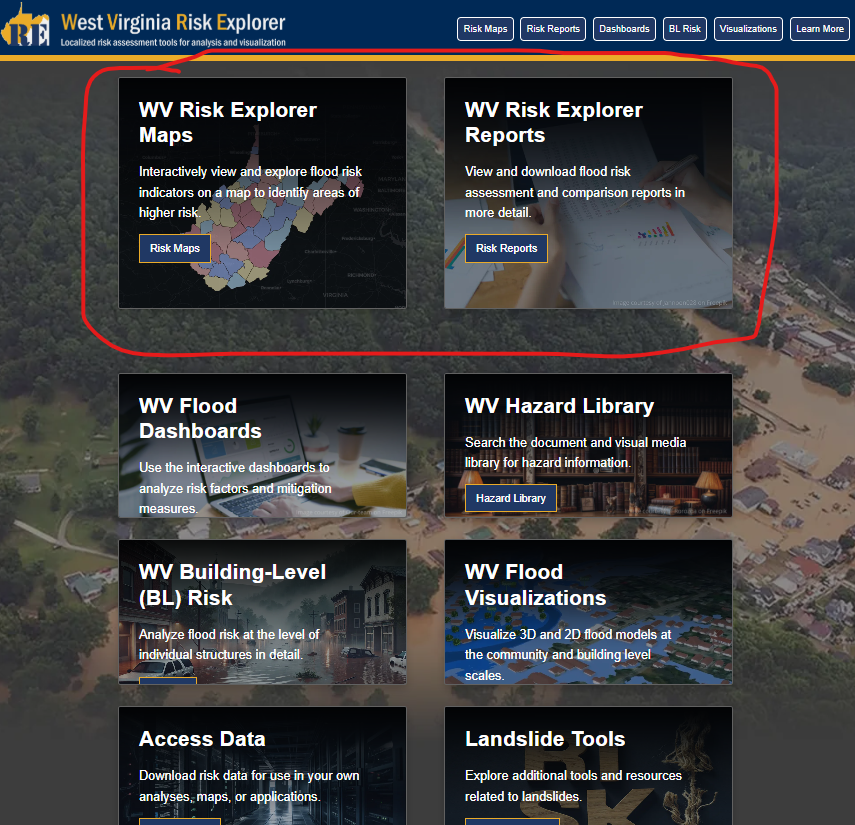 West Virginia Risk Explorer
Localized risk assessment tools for analysis and visualization
Risk Maps
Risk Reports
Dashboards
BL Risk
Visualizations
Learn More
WV Risk Explorer
Maps
Interactively view and explore flood risk
indicators on a map to identify areas of
higher risk.
Risk Maps
WV Risk Explorer
Reports
View and download flood risk
assessment and comparison reports in
more detail.
Risk Reports
WV Flood
Dashboards
Use the interactive dashboards to
analyze risk factors and mitigation
measures.
WV Hazard Library
Search the document and visual media
library for hazard information.
Hazard Library
WV Building-Level
(BL) Risk
Analyze flood risk at the level of
individual structures in detail.
WV Flood
Visualizations
Visualize 3D and 2D flood models at
the community and building level
scales.
Access Data
Download risk data for use in your own
analyses, maps, or applications.
Landslide Tools
Explore additional tools and resources
related to landslides.